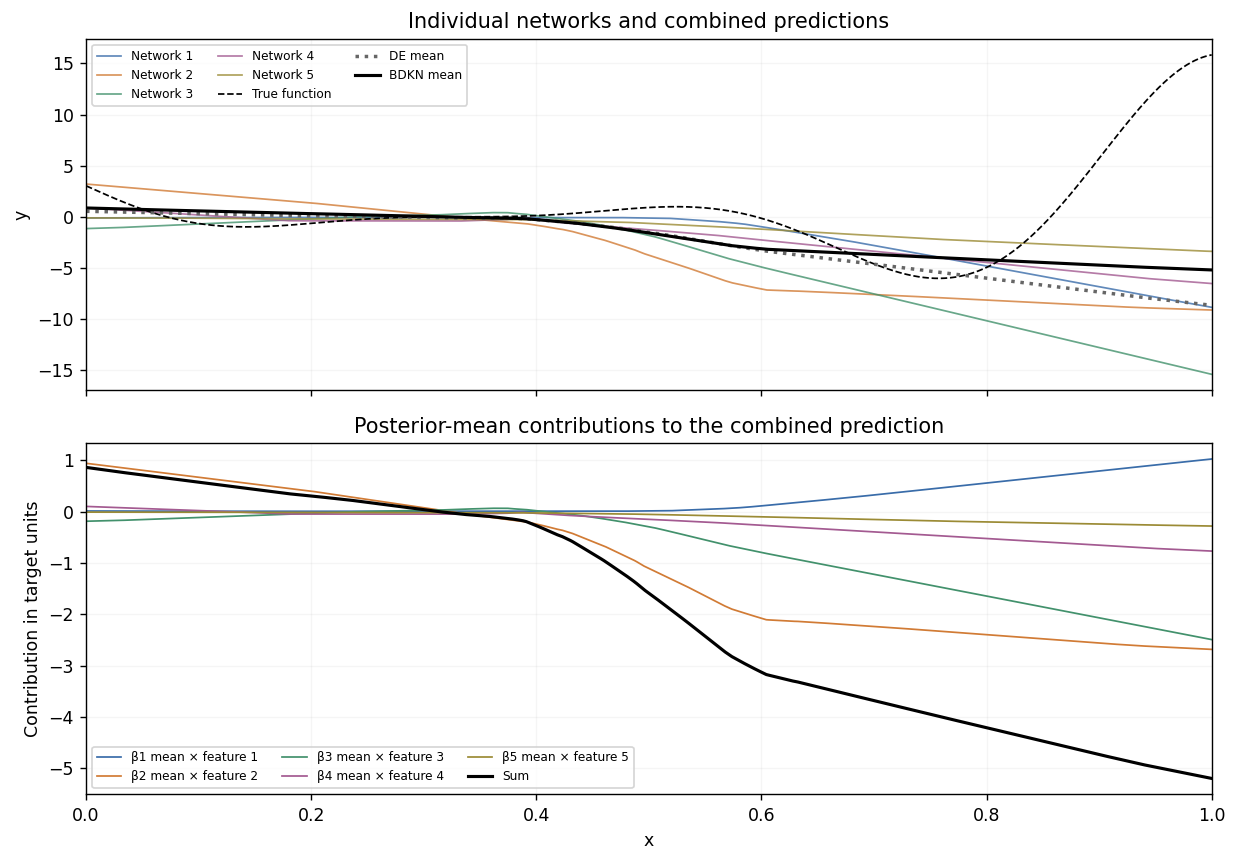 Individual networks and combined predictions
Network 1 Network 4 DE mean
Network 2 Network 5 BDKN mean
Network 3 True function
15
10
5
0
−5
−10
−15
y
Posterior-mean contributions to the combined prediction
1
0
−1
−2
−3
−4
−5
Contribution in target units
β1 mean × feature 1 β3 mean × feature 3 β5 mean × feature 5
β2 mean × feature 2 β4 mean × feature 4 Sum
0.0 0.2 0.4 0.6 0.8 1.0
x